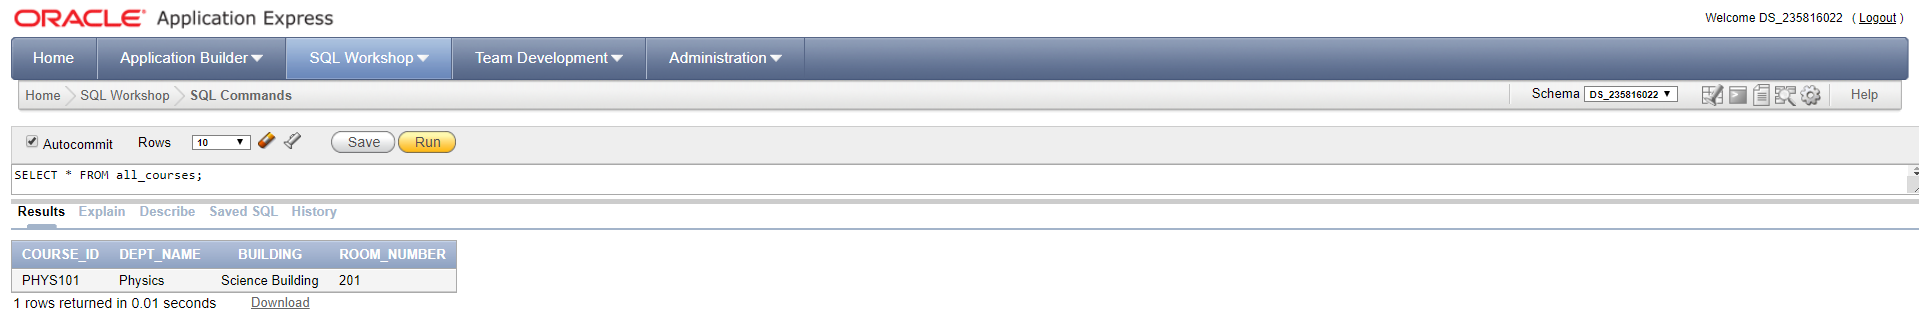 ORACLE Application Express
Welcome DS_235816022 ( Logout )
Home Application Builder SQL Workshop Team Development Administration
Home SQL Workshop SQL Commands Schema DS_235816022 Help
Autocommit Rows 10 Save Run
SELECT * FROM all_courses;
Results Explain Describe Saved SQL History
COURSE_ID DEPT_NAME BUILDING ROOM_NUMBER
PHYS101 Physics Science Building 201
1 rows returned in 0.01 seconds Download